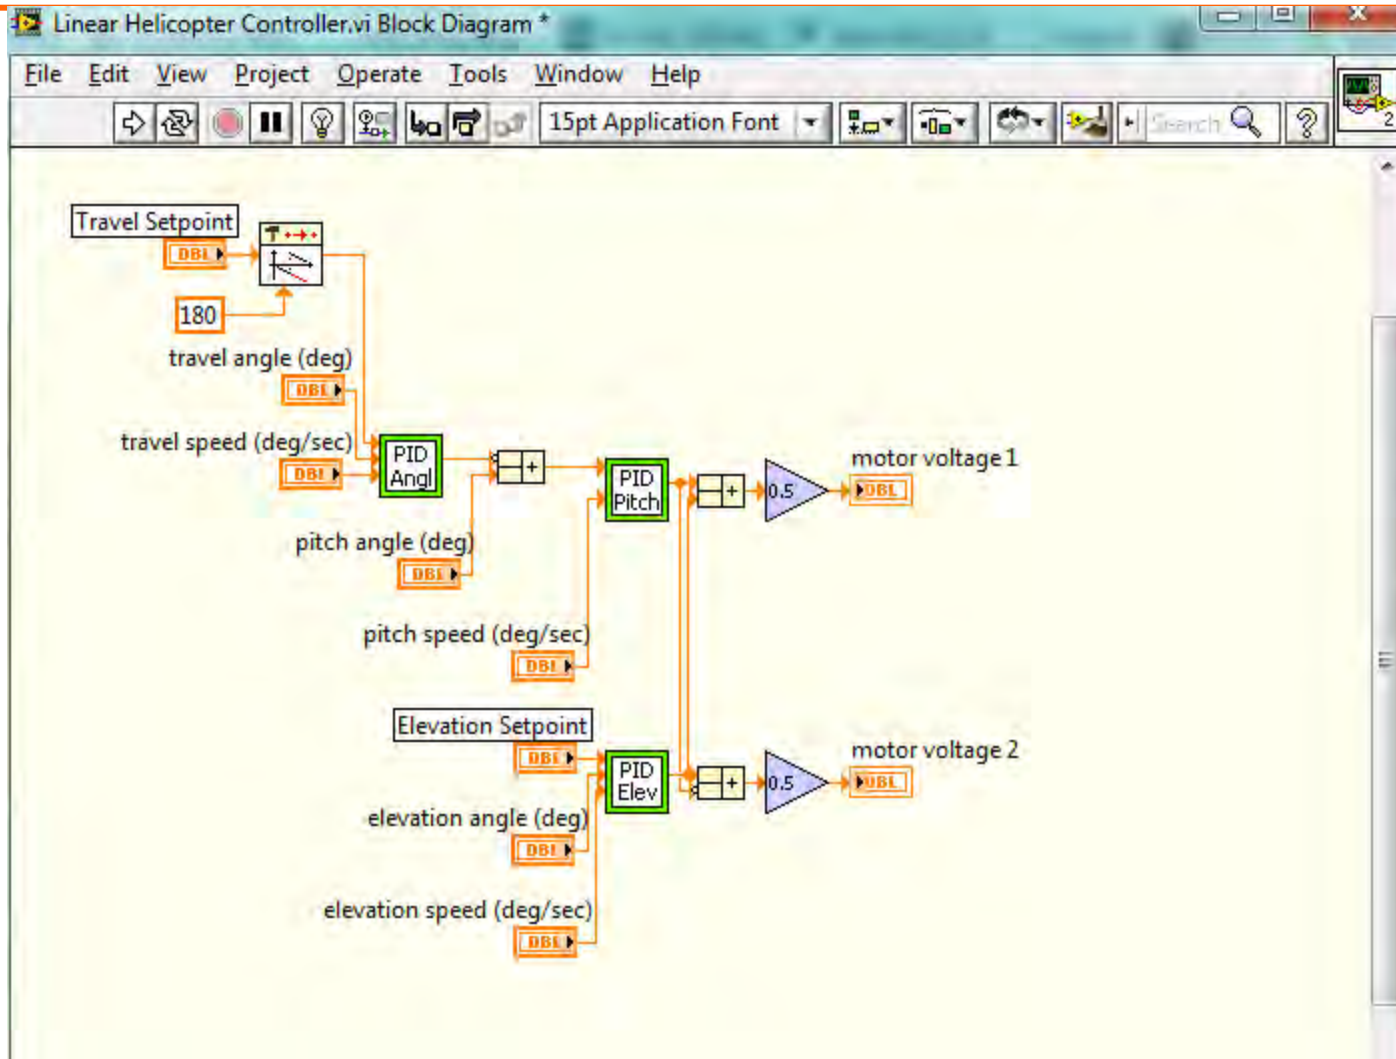 Linear Helicopter Controller.vi Block Diagram *
File Edit View Project Operate Tools Window Help
15pt Application Font
Search
2
Travel Setpoint
DBL
180
travel angle (deg)
DBL
travel speed (deg/sec)
DBL
PID
Angl
+
pitch angle (deg)
DBL
PID
Pitch
+
0.5
motor voltage 1
DBL
pitch speed (deg/sec)
DBL
Elevation Setpoint
DBL
PID
Elev
+
0.5
motor voltage 2
DBL
elevation angle (deg)
DBL
elevation speed (deg/sec)
DBL